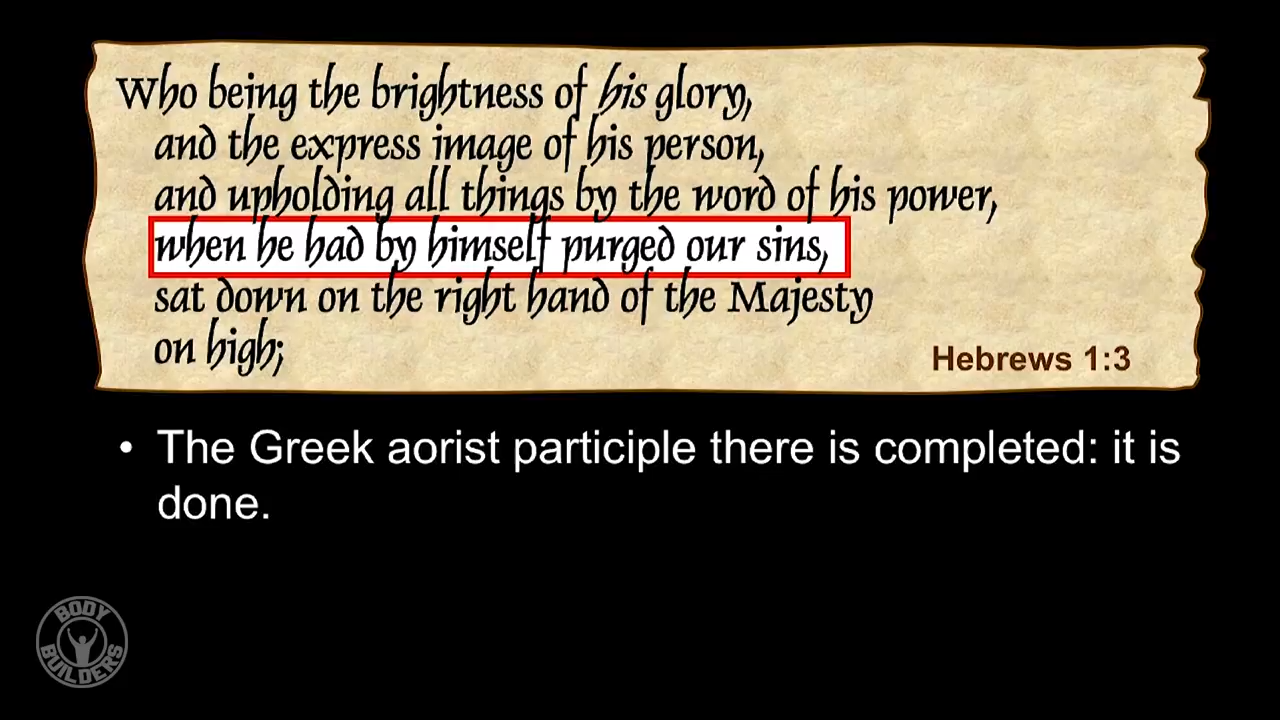 Who being the brightness of his glory,
and the express image of his person,
and upholding all things by the word of his power,
when he had by himself purged our sins,
sat down on the right hand of the Majesty
on high;
Hebrews 1:3
• The Greek aorist participle there is completed: it is
done.
BODY
BUILDERS